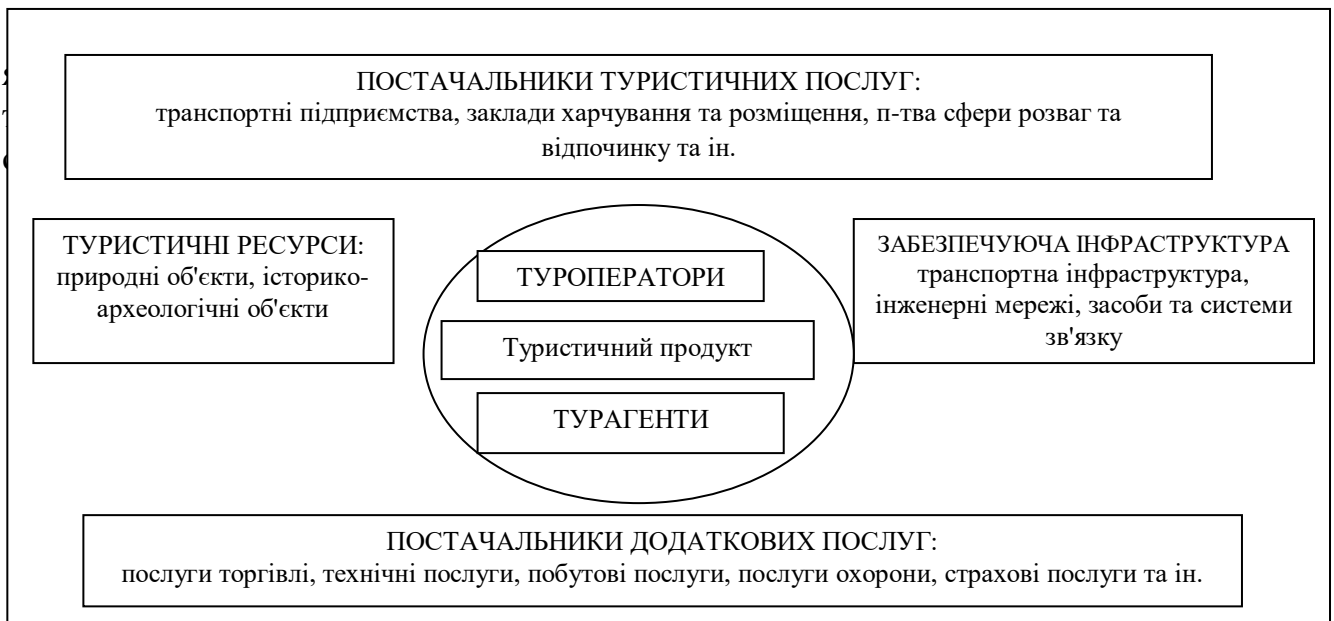 ПОСТАЧАЛЬНИКИ ТУРИСТИЧНИХ ПОСЛУГ:
транспортні підприємства, заклади харчування та розміщення, п-тва сфери розваг та
відпочинку та ін.
ТУРИСТИЧНІ РЕСУРСИ:
природні об'єкти, історико-
археологічні об'єкти
ТУРОПЕРАТОРИ
Туристичний продукт
ТУРАГЕНТИ
ЗАБЕЗПЕЧУЮЧА ІНФРАСТРУКТУРА
транспортна інфраструктура,
інженерні мережі, засоби та системи
зв'язку
ПОСТАЧАЛЬНИКИ ДОДАТКОВИХ ПОСЛУГ:
послуги торгівлі, технічні послуги, побутові послуги, послуги охорони, страхові послуги та ін.